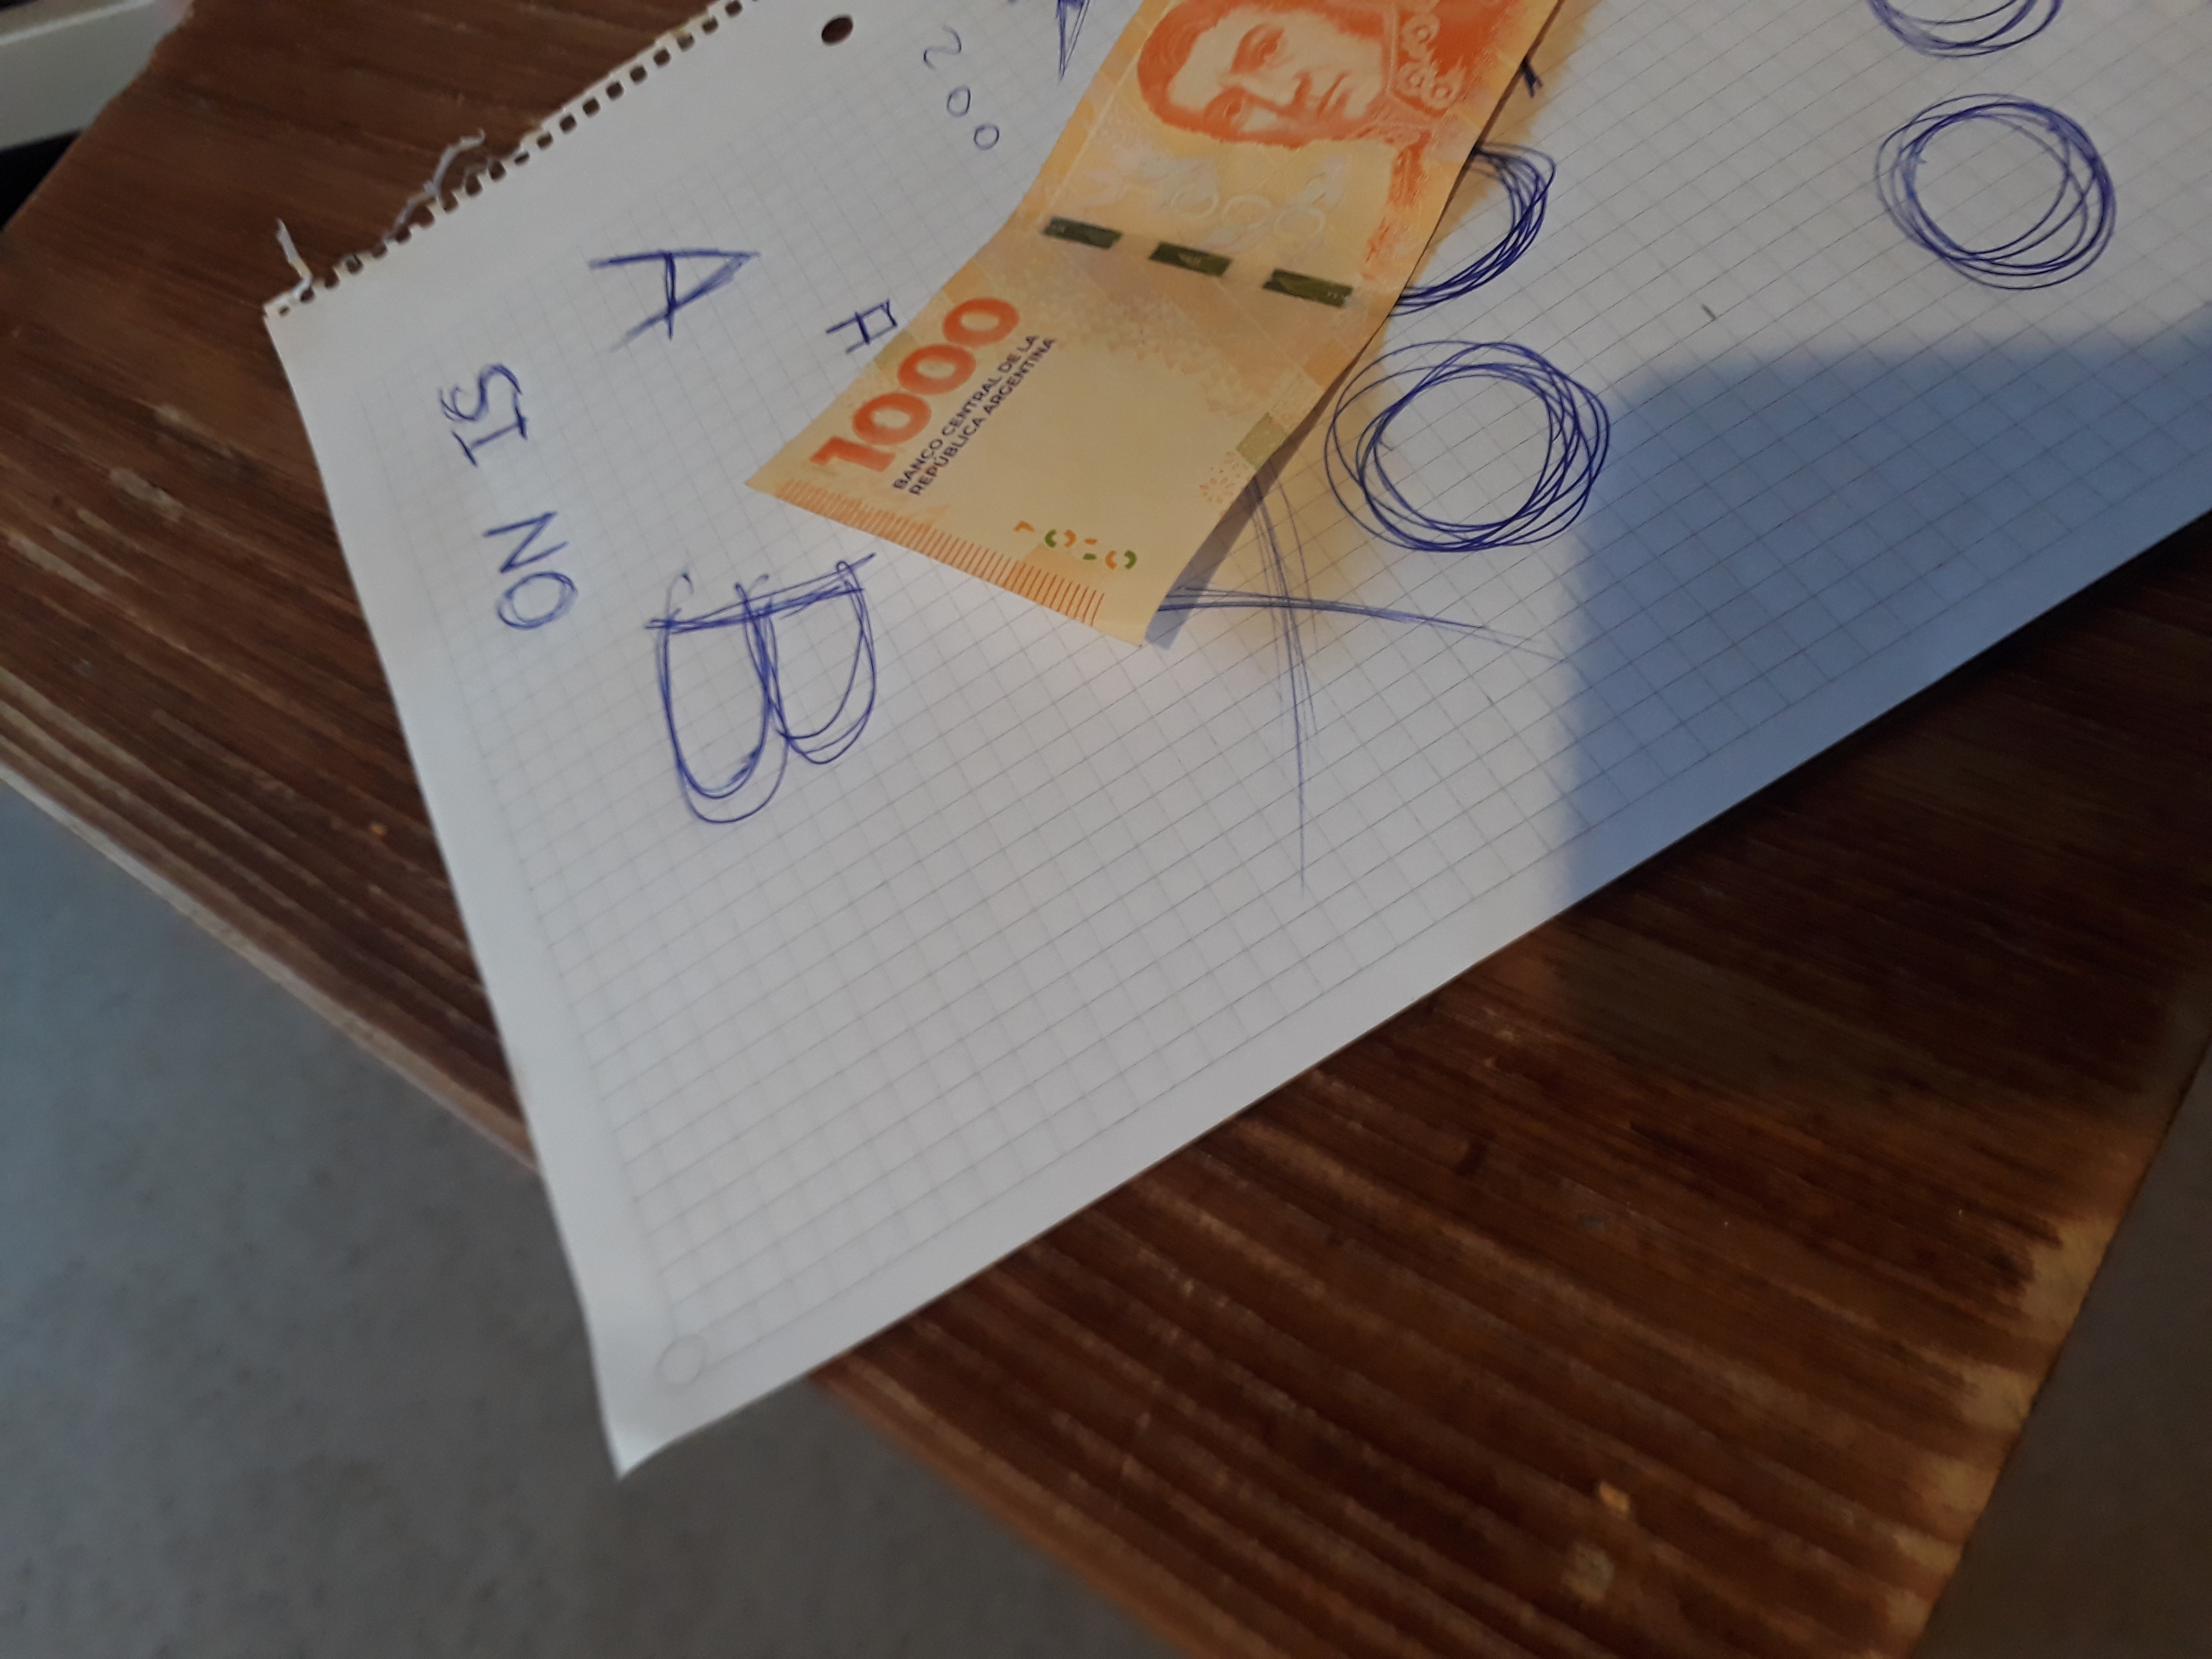 200
A
A
SI
NO
B
1000
BANCO CENTRAL DE LA
REPÚBLICA ARGENTINA